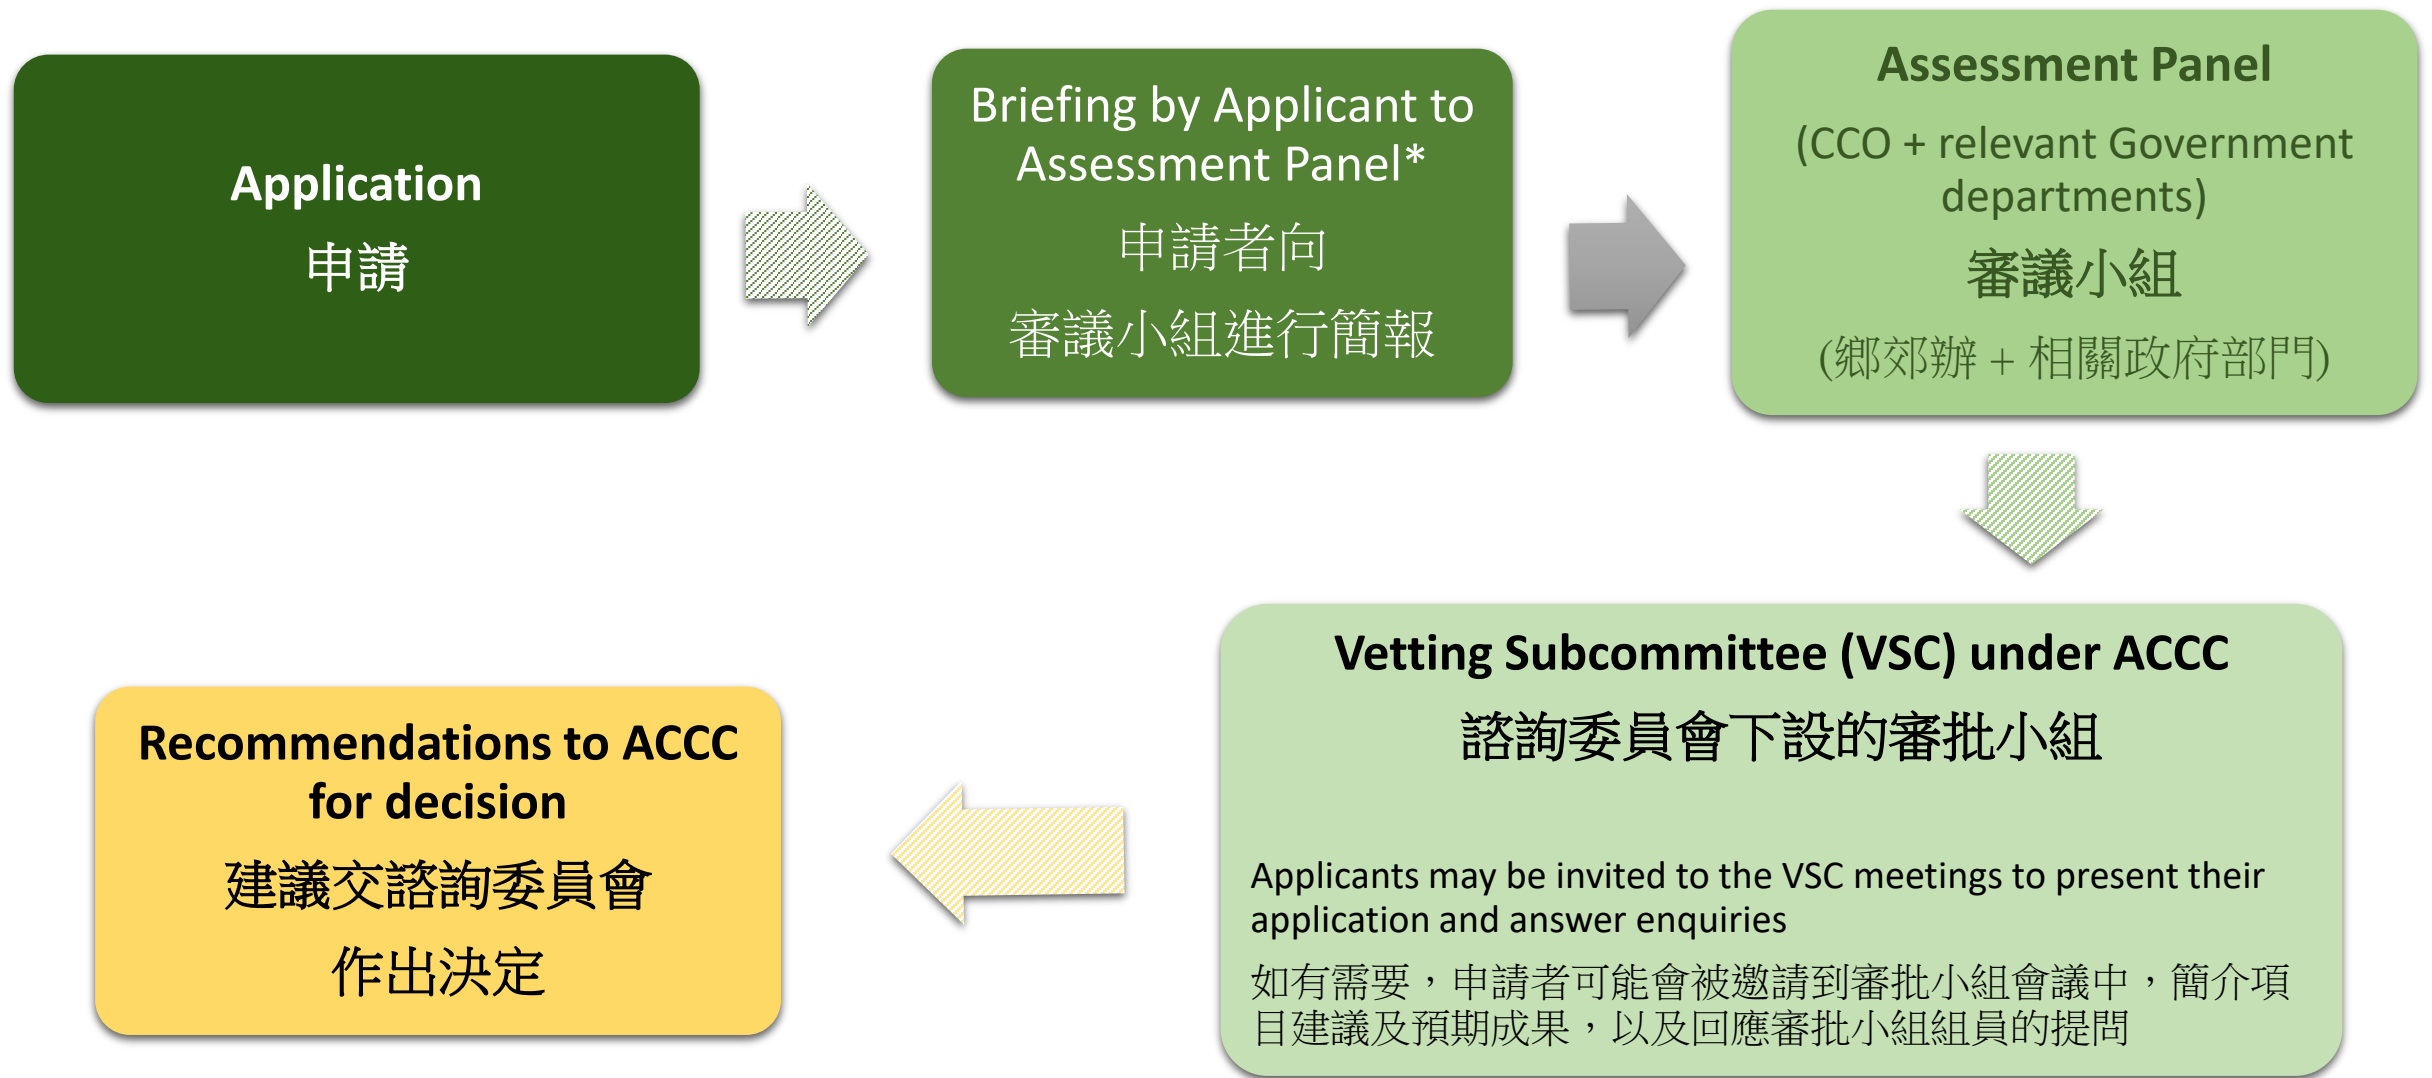 Application
申請
Briefing by Applicant to
Assessment Panel*
申請者向
審議小組進行簡報
Assessment Panel
(CCO + relevant Government
departments)
審議小組
(鄉郊辦 + 相關政府部門)
Vetting Subcommittee (VSC) under ACCC
諮詢委員會下設的審批小組
Applicants may be invited to the VSC meetings to present their
application and answer enquiries
如有需要，申請者可能會被邀請到審批小組會議中，簡介項
目建議及預期成果，以及回應審批小組組員的提問
Recommendations to ACCC
for decision
建議交諮詢委員會
作出決定